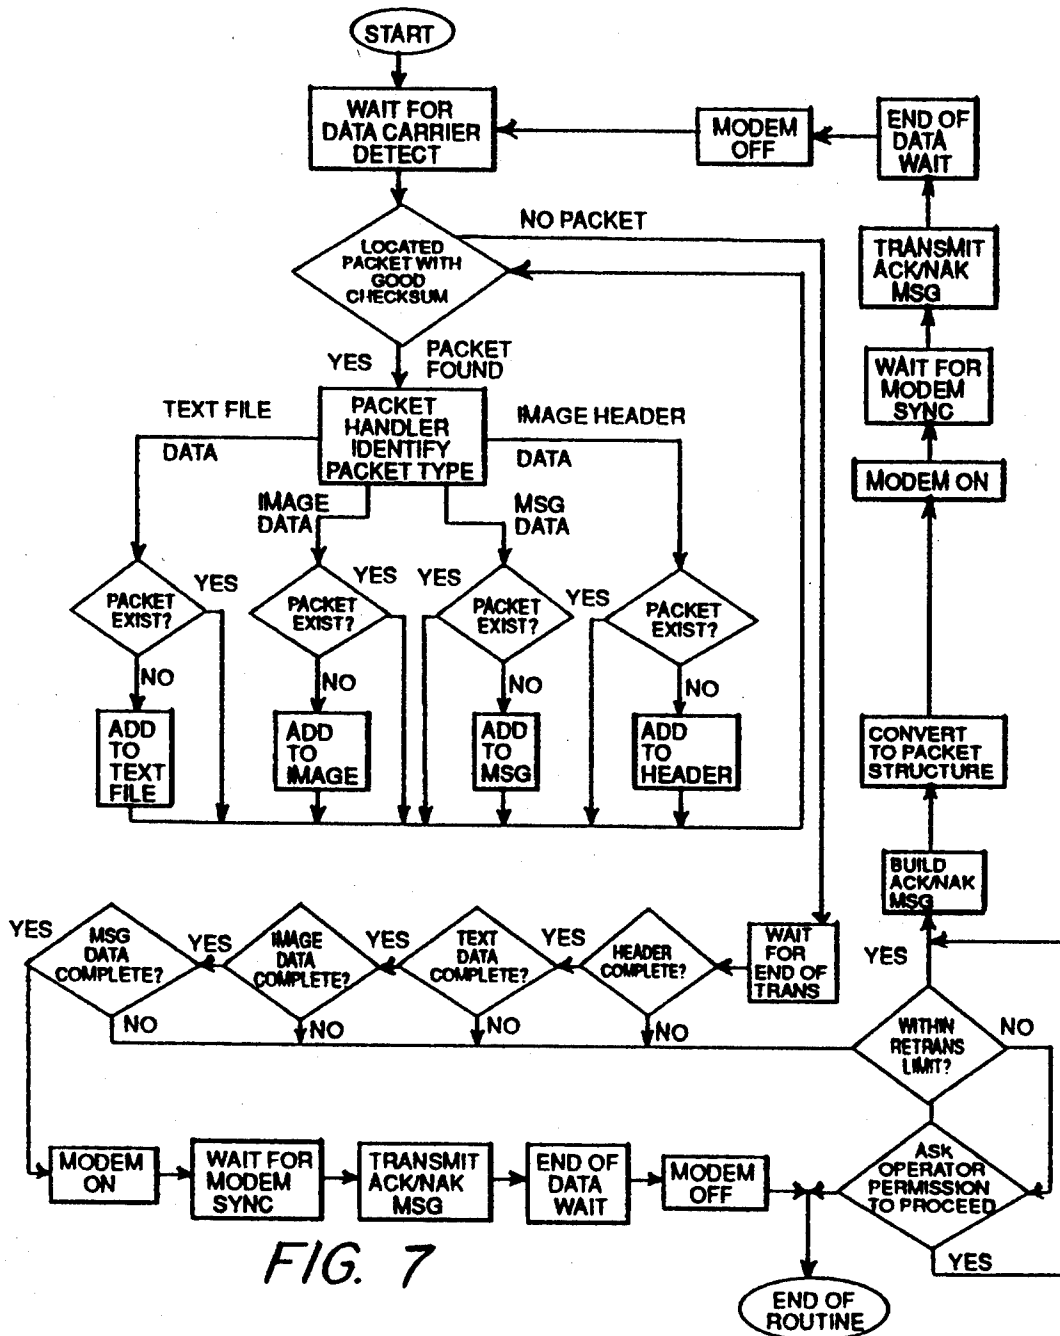 START
WAIT FOR
DATA CARRIER
DETECT
MODEM
OFF
END OF
DATA
WAIT
NO PACKET
LOCATED
PACKET WITH
GOOD
CHECKSUM
TRANSMIT
ACK/NAK
MSG
YES
PACKET
FOUND
WAIT FOR
MODEM
SYNC
TEXT FILE
DATA
PACKET
HANDLER
IDENTIFY
PACKET TYPE
IMAGE HEADER
DATA
MODEM ON
IMAGE
DATA
MSG
DATA
YES
YES
YES
YES
PACKET
EXIST?
PACKET
EXIST?
PACKET
EXIST?
PACKET
EXIST?
NO
NO
NO
NO
ADD
TO
TEXT
FILE
ADD
TO
IMAGE
ADD
TO
MSG
ADD
TO
HEADER
CONVERT
TO PACKET
STRUCTURE
BUILD
ACK/NAK
MSG
YES
YES
MSG
DATA
COMPLETE?
YES
IMAGE
DATA
COMPLETE?
YES
TEXT
DATA
COMPLETE?
YES
HEADER
COMPLETE?
WAIT
FOR
END OF
TRANS
NO
NO
NO
NO
WITHIN
RETRANS
LIMIT?
NO
MODEM
ON
WAIT FOR
MODEM
SYNC
TRANSMIT
ACK/NAK
MSG
END OF
DATA
WAIT
MODEM
OFF
ASK
OPERATOR
PERMISSION
TO PROCEED
YES
FIG. 7
END OF
ROUTINE